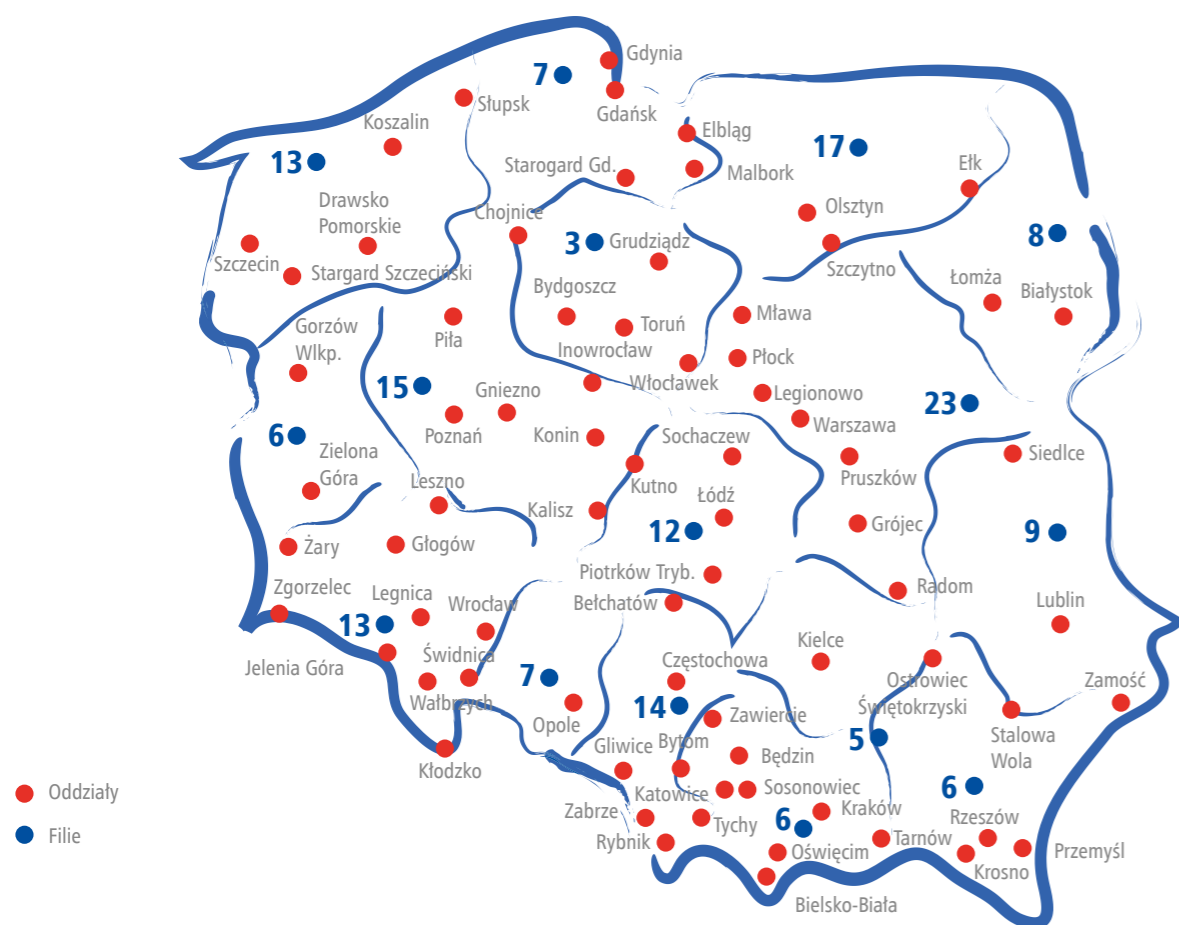 Gdynia
7
Gdańsk
Słupsk
Koszalin
Elbląg
17
13
Starogard Gd.
Malbork
Ełk
Drawsko
Pomorskie
Chojnice
Olsztyn
3
Grudziądz
8
Szczecin
Stargard Szczeciński
Szczytno
Bydgoszcz
Łomża
Białystok
Gorzów
Wlkp.
Piła
Toruń
Mława
Inowrocław
Płock
15
Gniezno
Włocławek
Legionowo
23
Poznań
Konin
Sochaczew
Warszawa
6
Zielona
Góra
Siedlce
Leszno
Kutno
Pruszków
Łódź
Kalisz
12
Grójec
9
Żary
Głogów
Piotrków Tryb.
Zgorzelec
Legnica
Wrocław
Bełchatów
Radom
Lublin
13
Kielce
Jelenia Góra
Świdnica
Częstochowa
Ostrowiec
Świętokrzyski
Zamość
Wałbrzych
7
Opole
14
Zawiercie
5
Stalowa
Wola
Gliwice
Bytom
Będzin
Kłodzko
Oddziały
Katowice
Sosonowiec
6
Zabrze
Tychy
Kraków
Rzeszów
Filie
Rybnik
6
Tarnów
Oświęcim
Krosno
Przemyśl
Bielsko-Biała